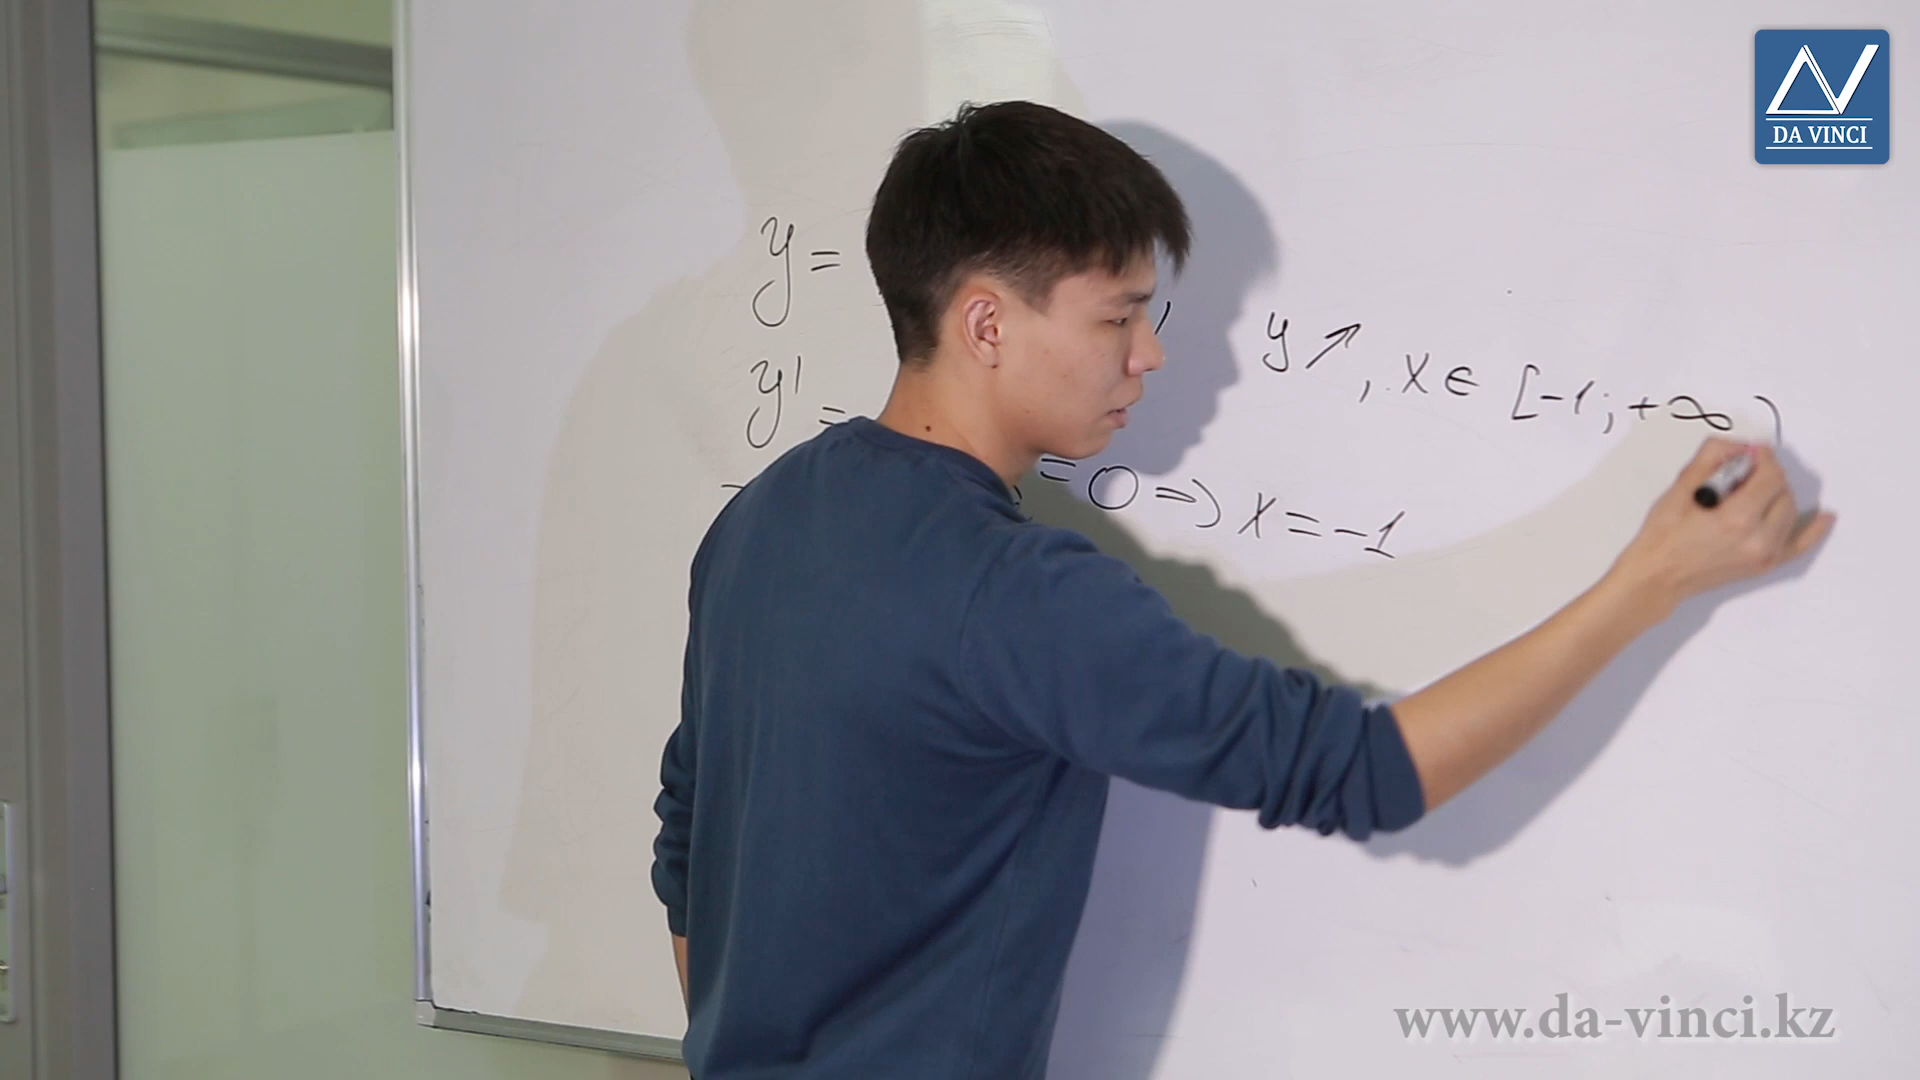 DA VINCI
y =
y ↗, x ∈ [-1; +∞)
y' =
= 0 ⇒ x = -1
www.da-vinci.kz